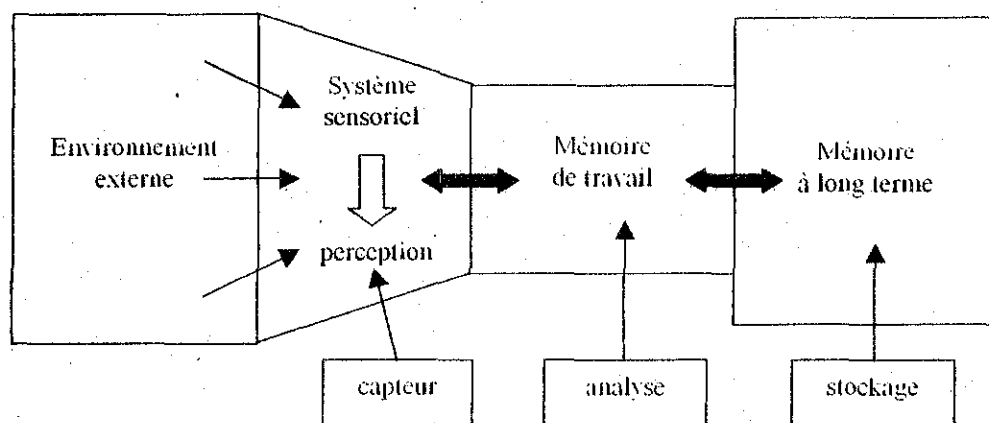 Environnement
externe
Système
sensoriel
perception
Mémoire
de travail
Mémoire
à long terme
capteur
analyse
stockage